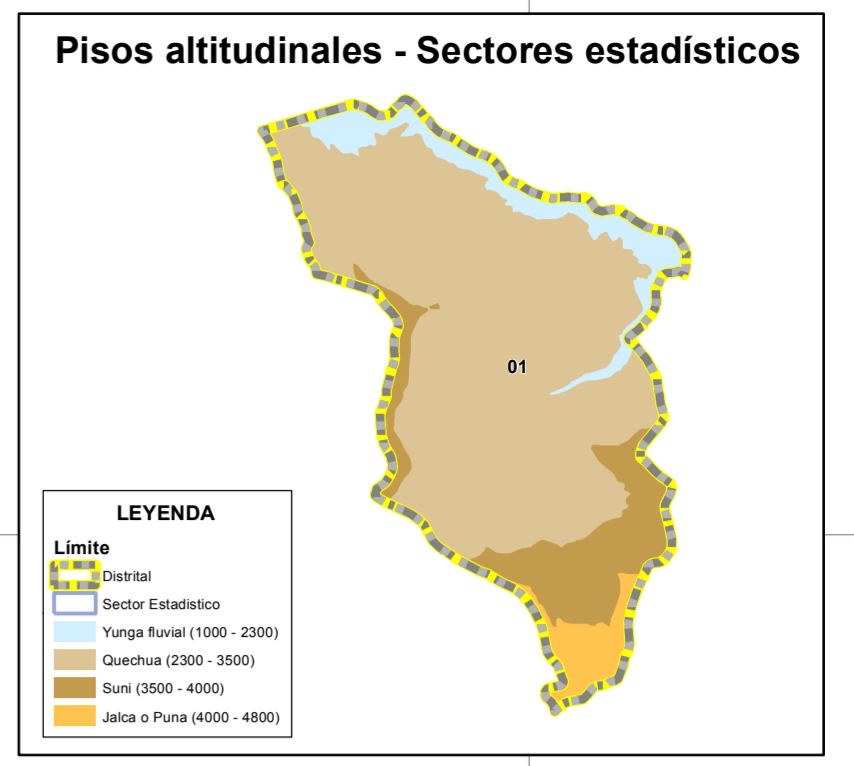 Pisos altitudinales - Sectores estadísticos
01
LEYENDA
Límite
Distrital
Sector Estadistico
Yunga fluvial (1000 - 2300)
Quechua (2300 - 3500)
Suni (3500 - 4000)
Jalca o Puna (4000 - 4800)